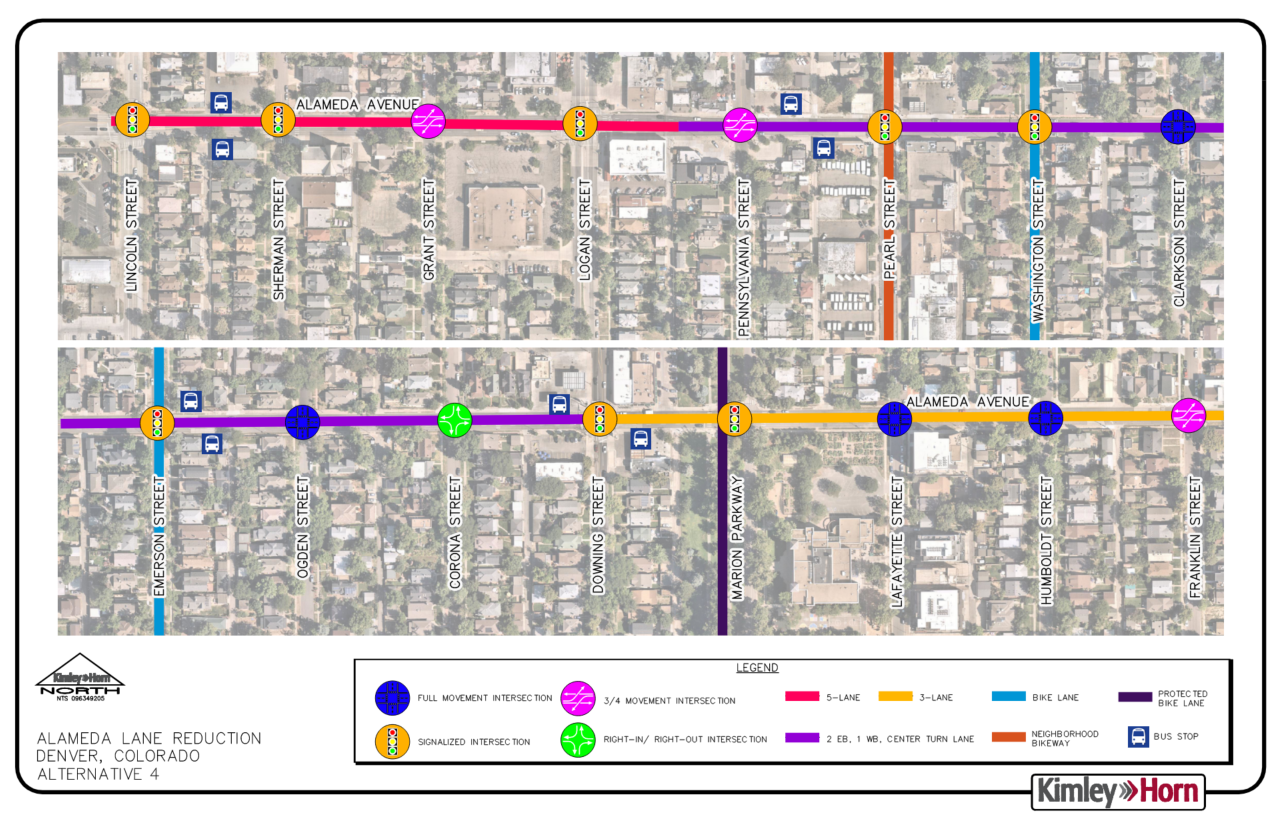 ALAMEDA AVENUE
LINCOLN STREET
SHERMAN STREET
GRANT STREET
LOGAN STREET
PENNSYLVANIA STREET
PEARL STREET
WASHINGTON STREET
CLARKSON STREET
ALAMEDA AVENUE
EMERSON STREET
OGDEN STREET
CORONA STREET
DOWNING STREET
MARION PARKWAY
LAFAYETTE STREET
HUMBOLDT STREET
FRANKLIN STREET
Kimley»Horn
NORTH
NTS 096349205
ALAMEDA LANE REDUCTION
DENVER, COLORADO
ALTERNATIVE 4
LEGEND
FULL MOVEMENT INTERSECTION
3/4 MOVEMENT INTERSECTION
5-LANE
3-LANE
BIKE LANE
PROTECTED
BIKE LANE
SIGNALIZED INTERSECTION
RIGHT-IN/ RIGHT-OUT INTERSECTION
2 EB, 1 WB, CENTER TURN LANE
NEIGHBORHOOD
BIKEWAY
BUS STOP
Kimley»Horn